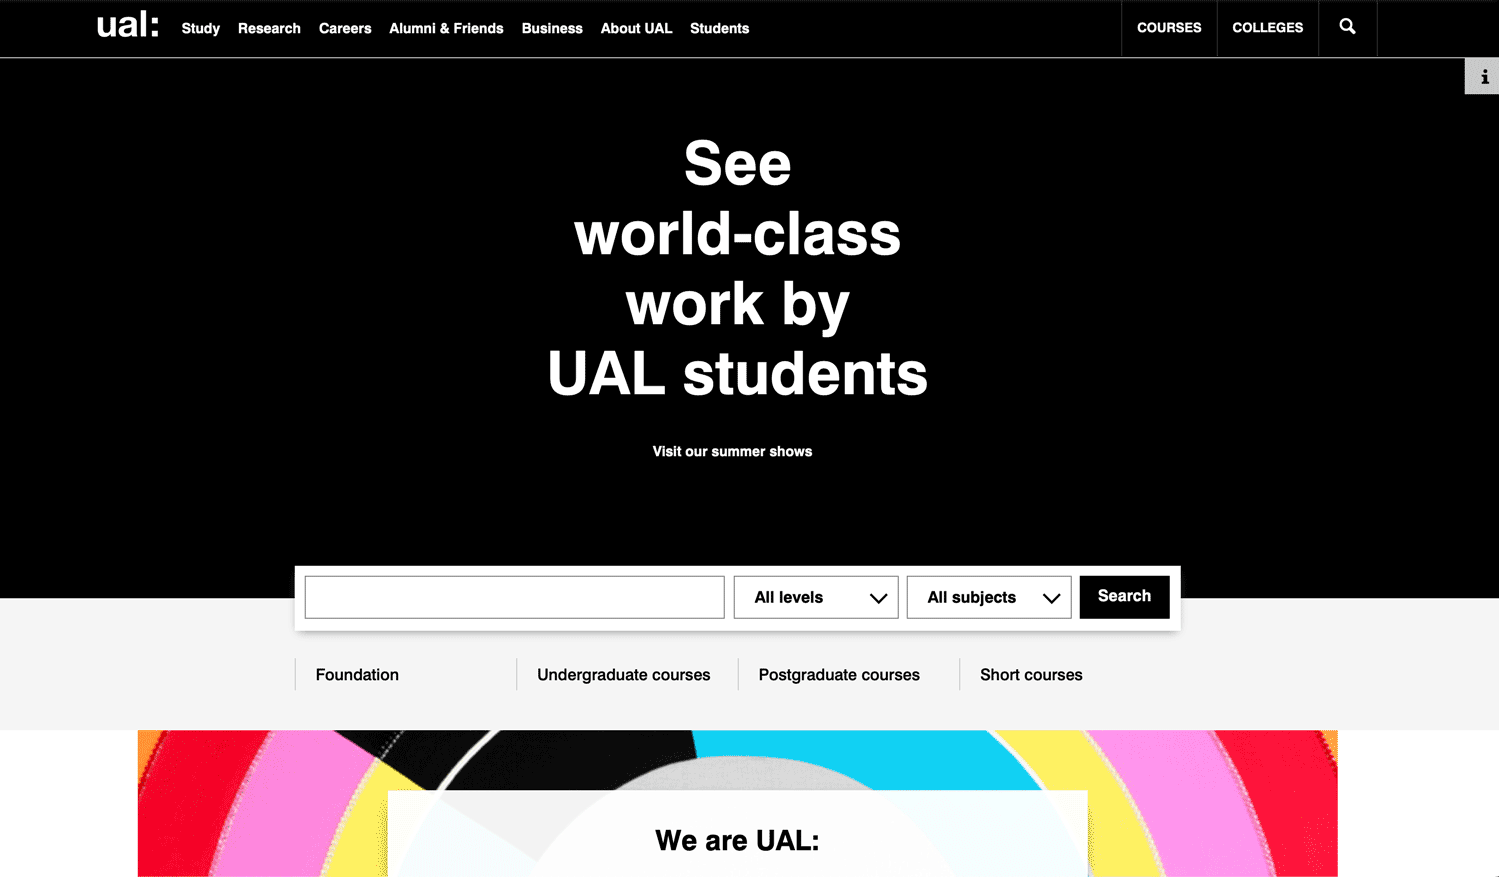 ual:
Study Research Careers Alumni & Friends Business About UAL Students
COURSES COLLEGES
i
See
world-class
work by
UAL students
Visit our summer shows
All levels All subjects Search
Foundation Undergraduate courses Postgraduate courses Short courses
We are UAL: